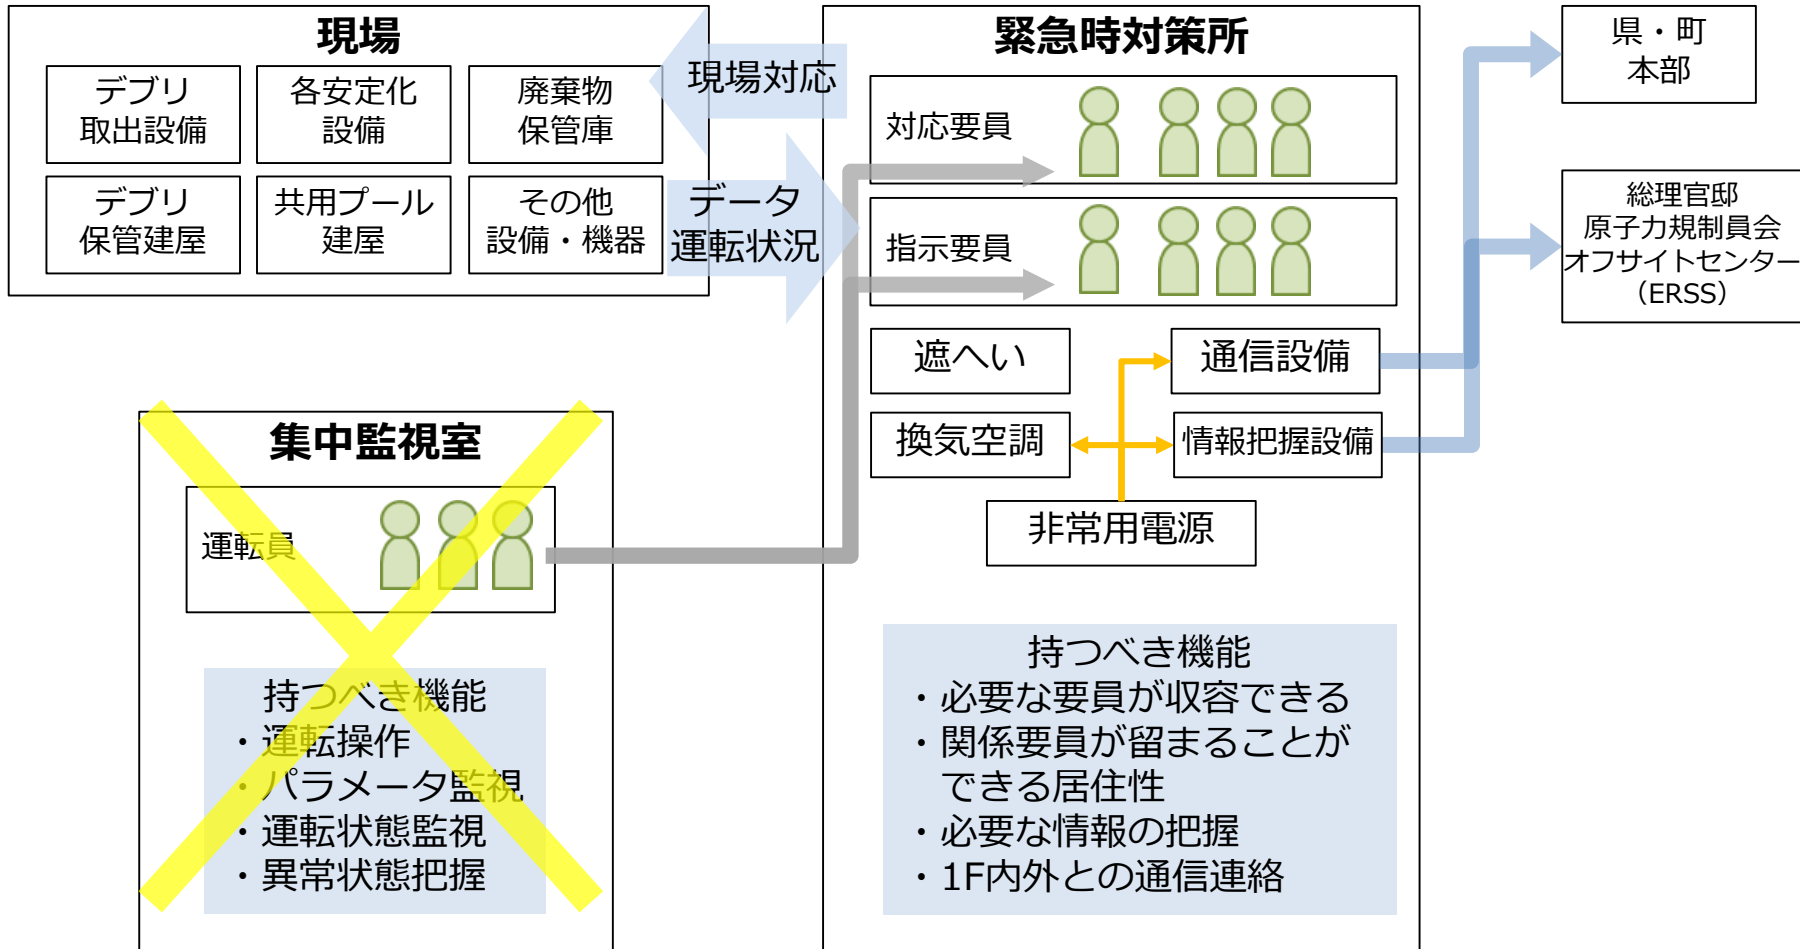 現場
デブリ
取出設備
各安定化
設備
廃棄物
保管庫
デブリ
保管建屋
共用プール
建屋
その他
設備・機器
現場対応
データ
運転状況
緊急時対策所
対応要員
指示要員
遮へい
通信設備
換気空調
情報把握設備
非常用電源
持つべき機能
・必要な要員が収容できる
・関係要員が留まることが
できる居住性
・必要な情報の把握
・1F内外との通信連絡
県・町
本部
総理官邸
原子力規制員会
オフサイトセンター
（ERSS）
集中監視室
運転員
持つべき機能
・運転操作
・パラメータ監視
・運転状態監視
・異常状態把握